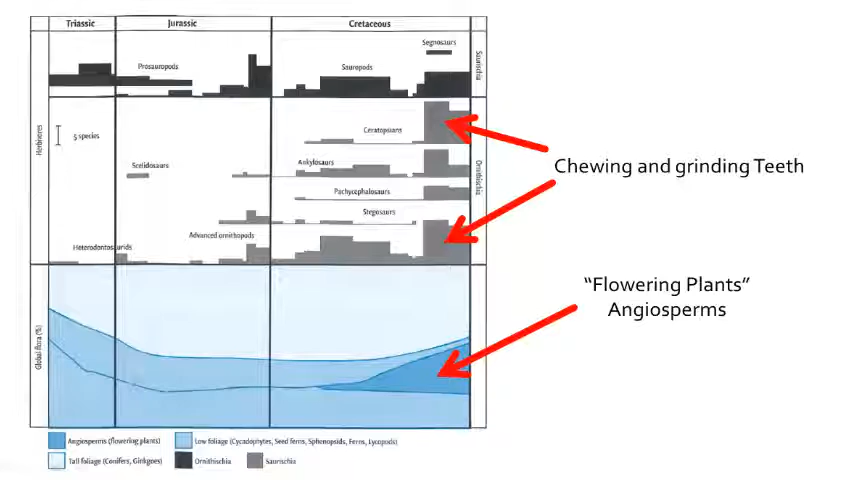 Triassic
Jurassic
Cretaceous
Segnosaurs
Prosauropods
Sauropods
Saurischia
Herbivores
5 species
Ceratopsians
Scelidosaurs
Ankylosaurs
Ornithischia
Pachycephalosaurs
Stegosaurs
Advanced ornithopods
Heterodontosaurids
Chewing and grinding Teeth
"Flowering Plants"
Angiosperms
Global flora (%)
Angiosperms (flowering plants)
Low foliage (Cycadophytes, Seed ferns, Sphenopsids, Ferns, Lycopods)
Tall foliage (Conifers, Ginkgoes)
Ornithischia
Saurischia